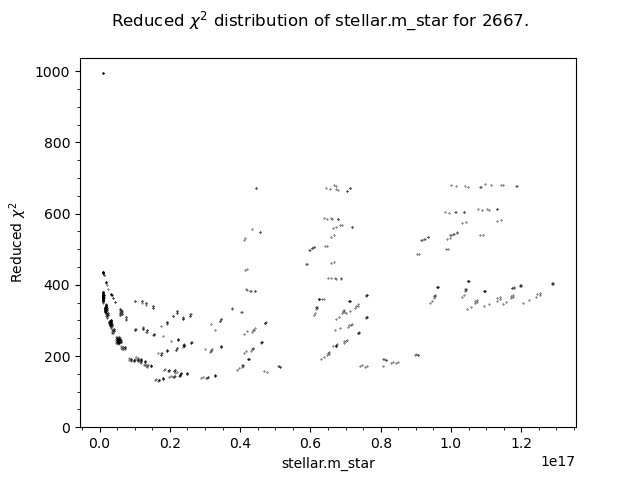 Reduced χ² distribution of stellar.m_star for 2667.
1000
800
600
400
200
0
Reduced χ²
0.0 0.2 0.4 0.6 0.8 1.0 1.2
1e17
stellar.m_star